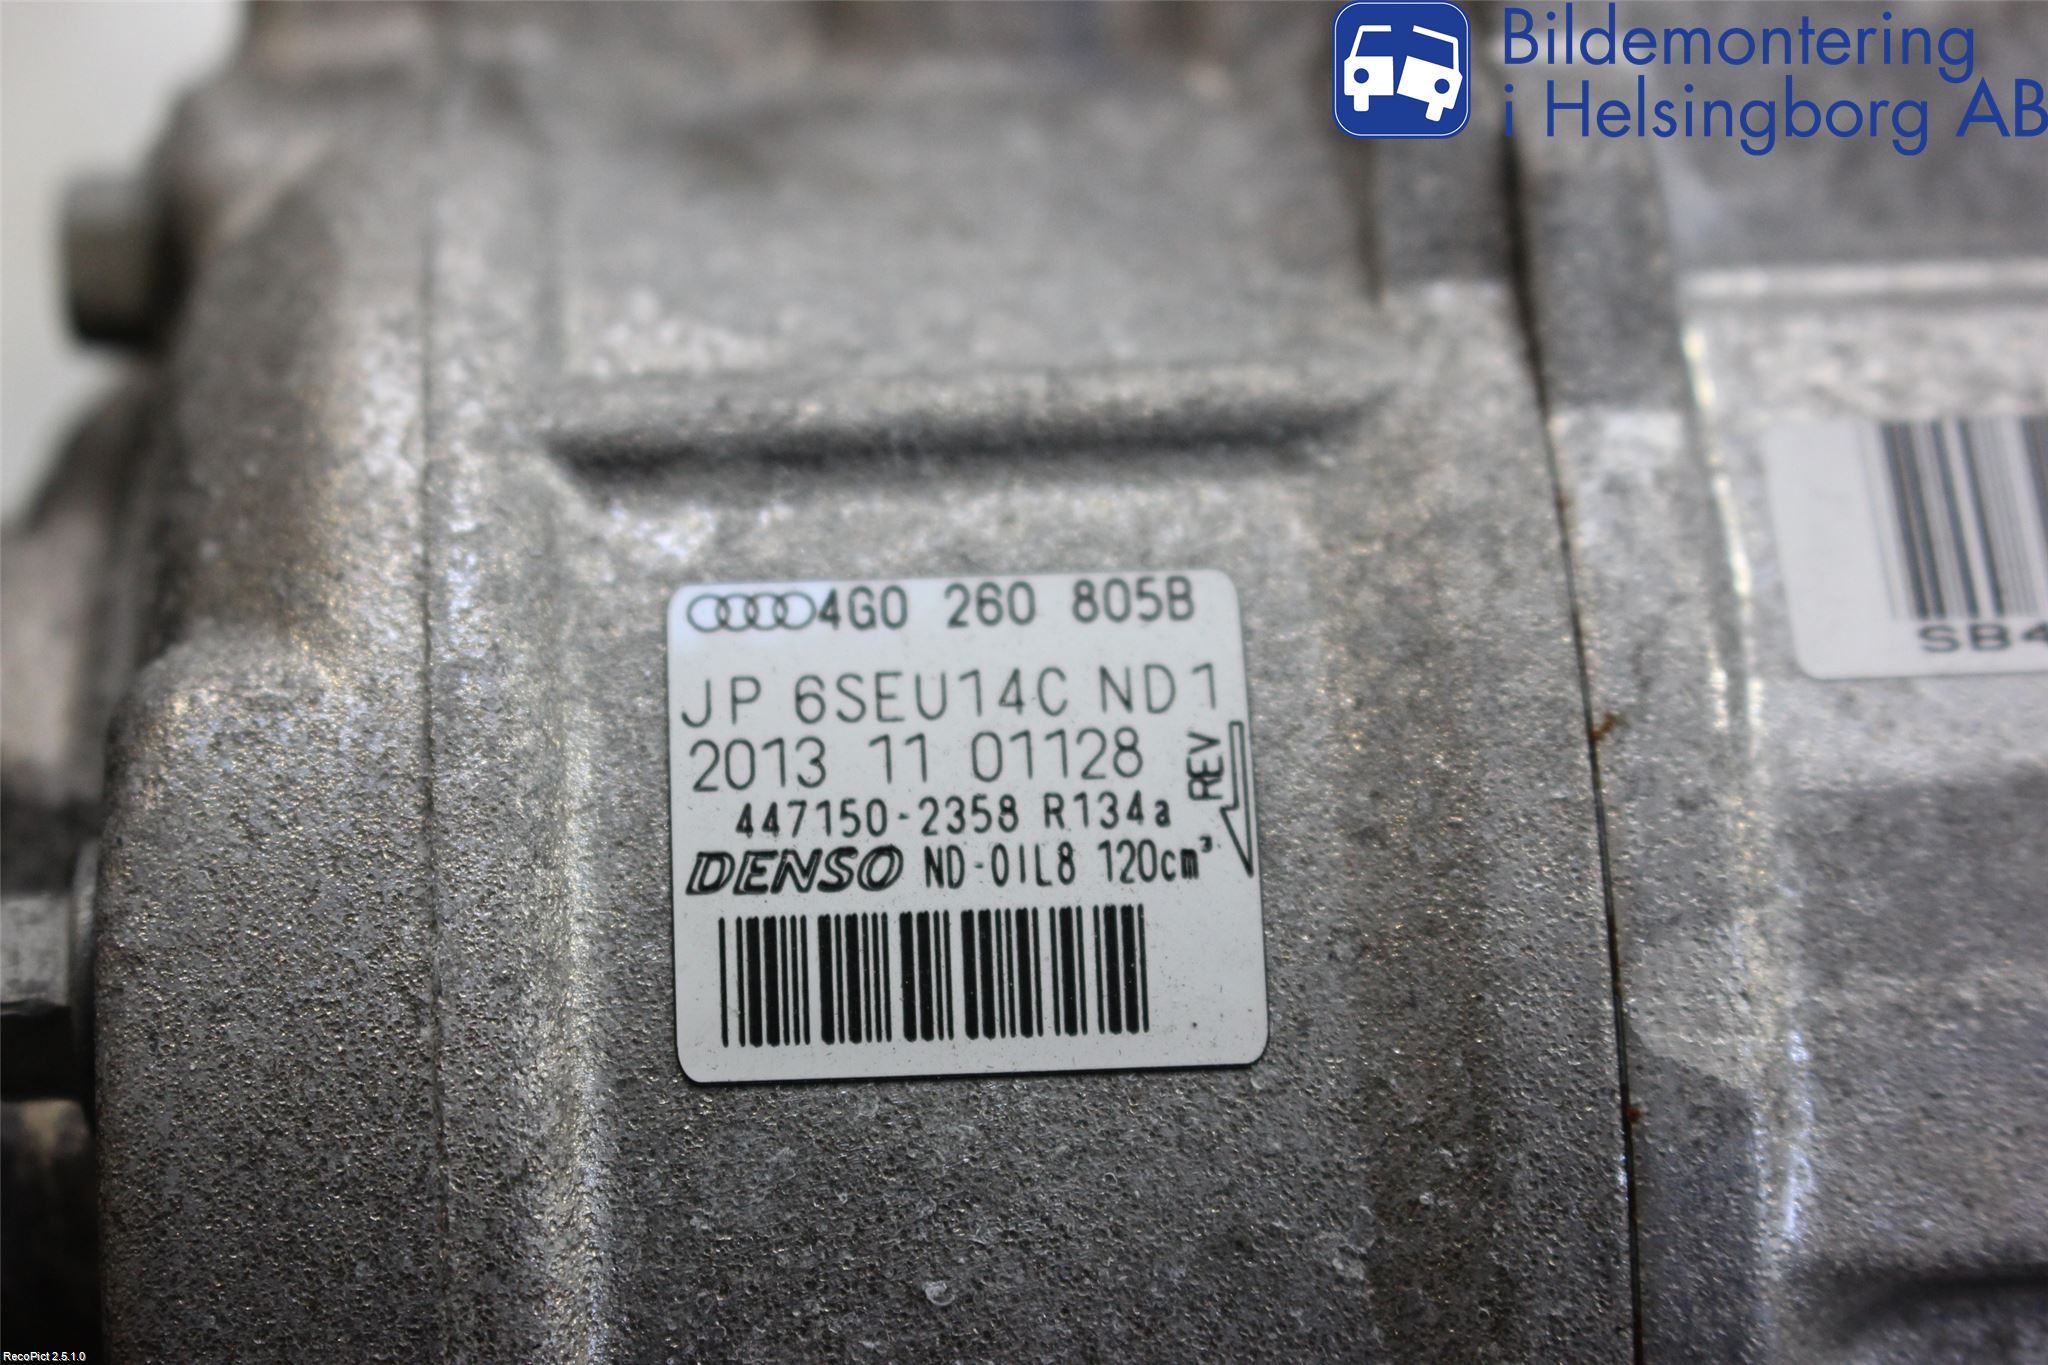 Bildemontering
i Helsingborg AB
4G0 260 805B
JP 6SEU14C ND1
2013 11 01128
REV
447150-2358 R134a
DENSO ND-OIL8 120cm³
SB4
RecoPict 2.5.1.0